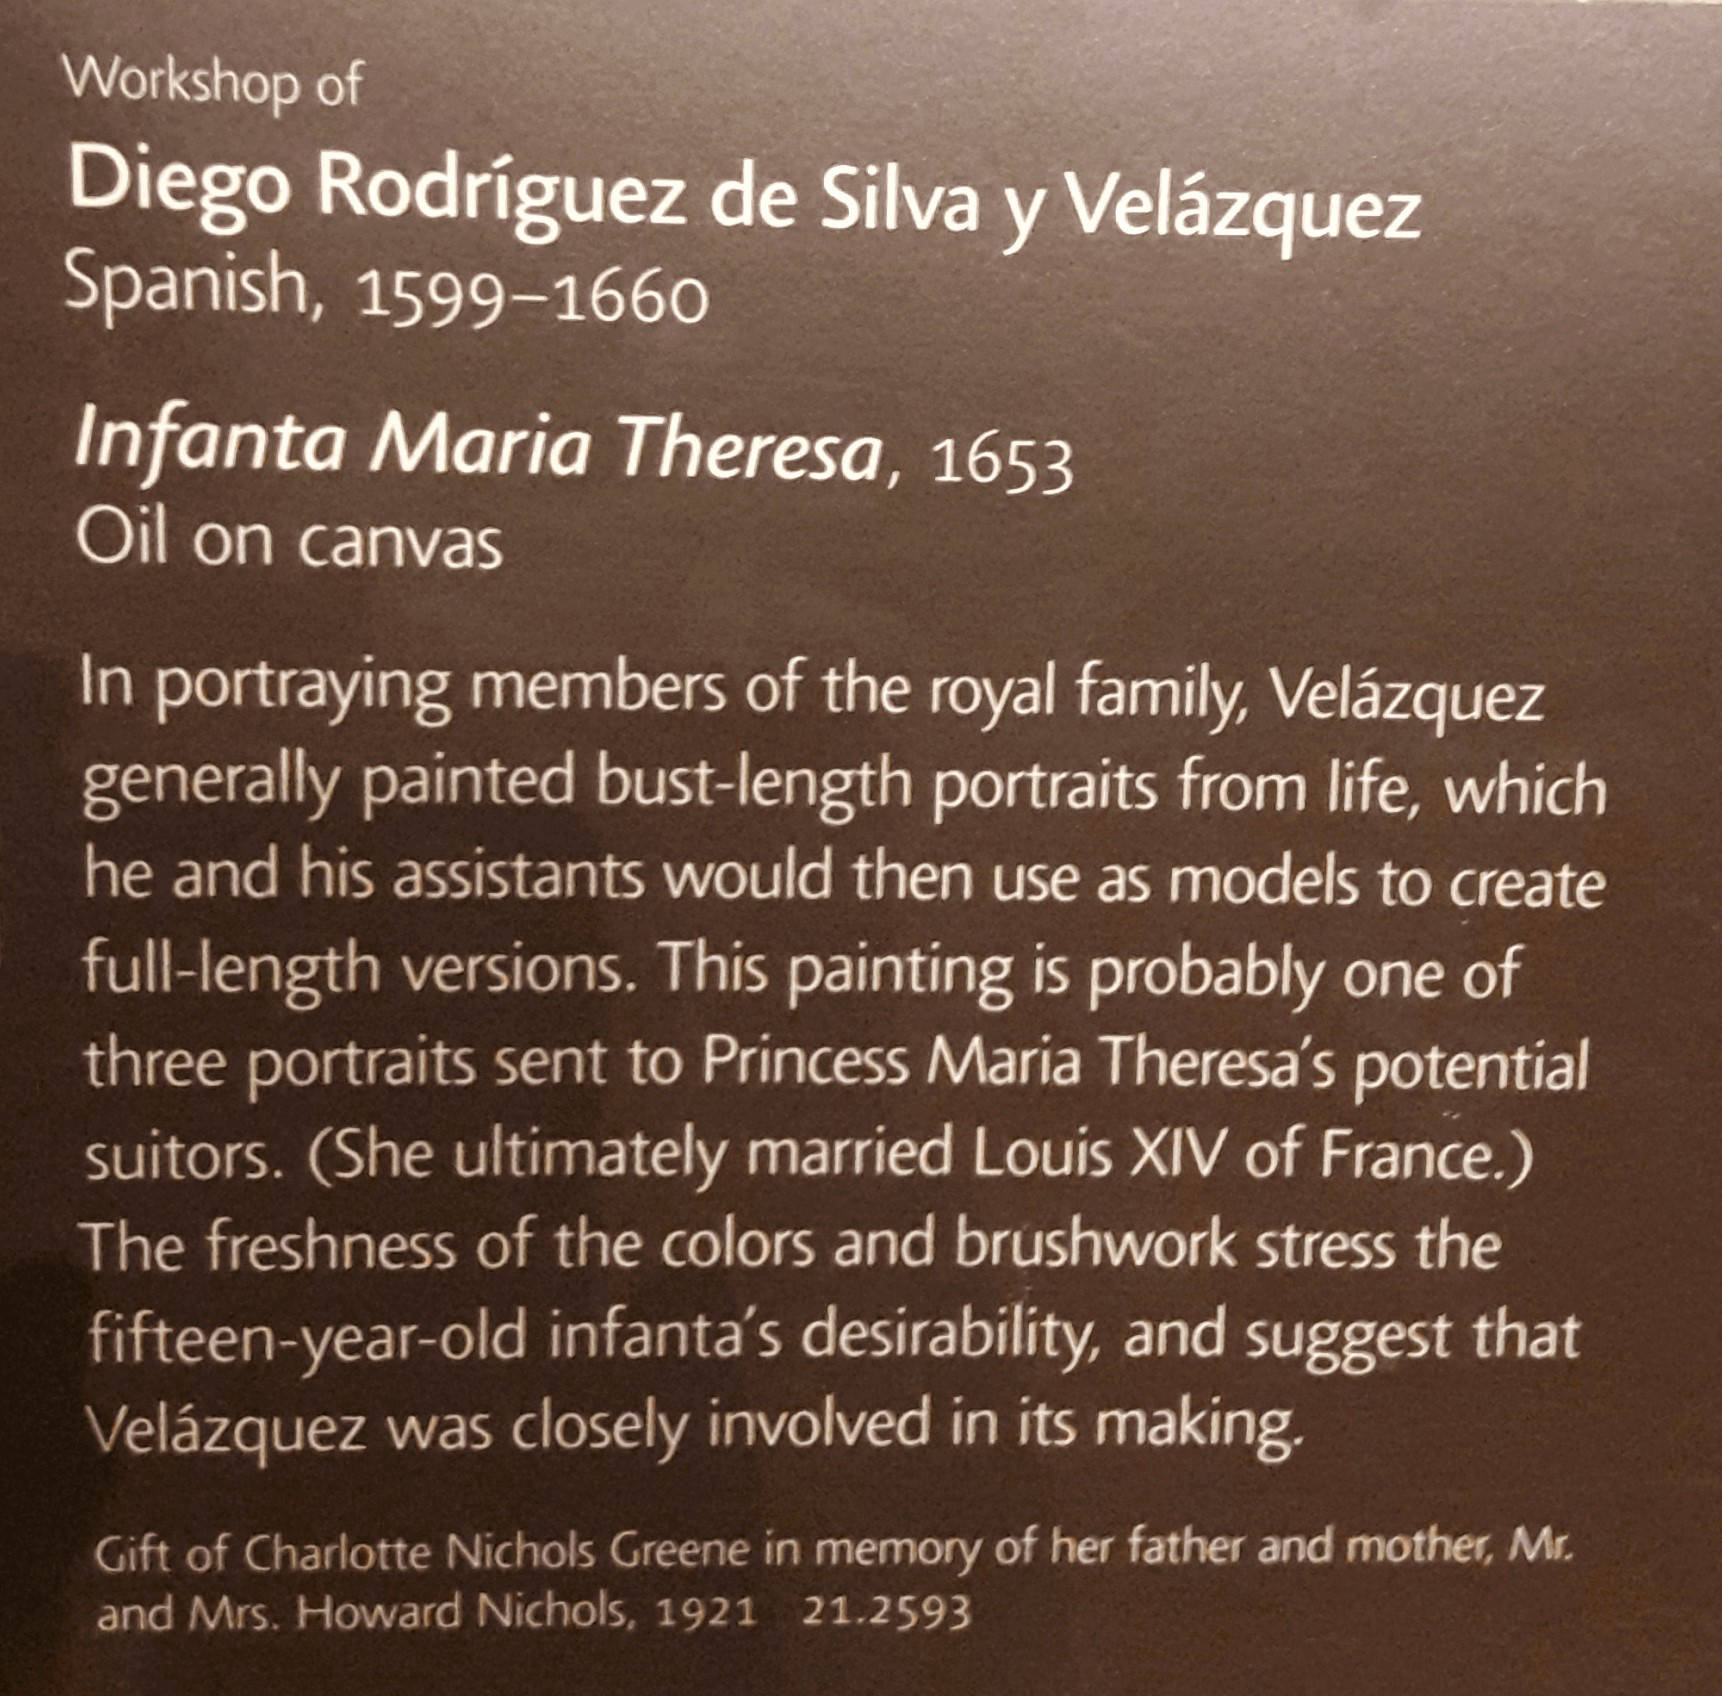 Workshop of
Diego Rodríguez de Silva y Velázquez
Spanish, 1599–1660
Infanta Maria Theresa, 1653
Oil on canvas
In portraying members of the royal family, Velázquez
generally painted bust-length portraits from life, which
he and his assistants would then use as models to create
full-length versions. This painting is probably one of
three portraits sent to Princess Maria Theresa's potential
suitors. (She ultimately married Louis XIV of France.)
The freshness of the colors and brushwork stress the
fifteen-year-old infanta's desirability, and suggest that
Velázquez was closely involved in its making.
Gift of Charlotte Nichols Greene in memory of her father and mother, Mr.
and Mrs. Howard Nichols, 1921 21.2593